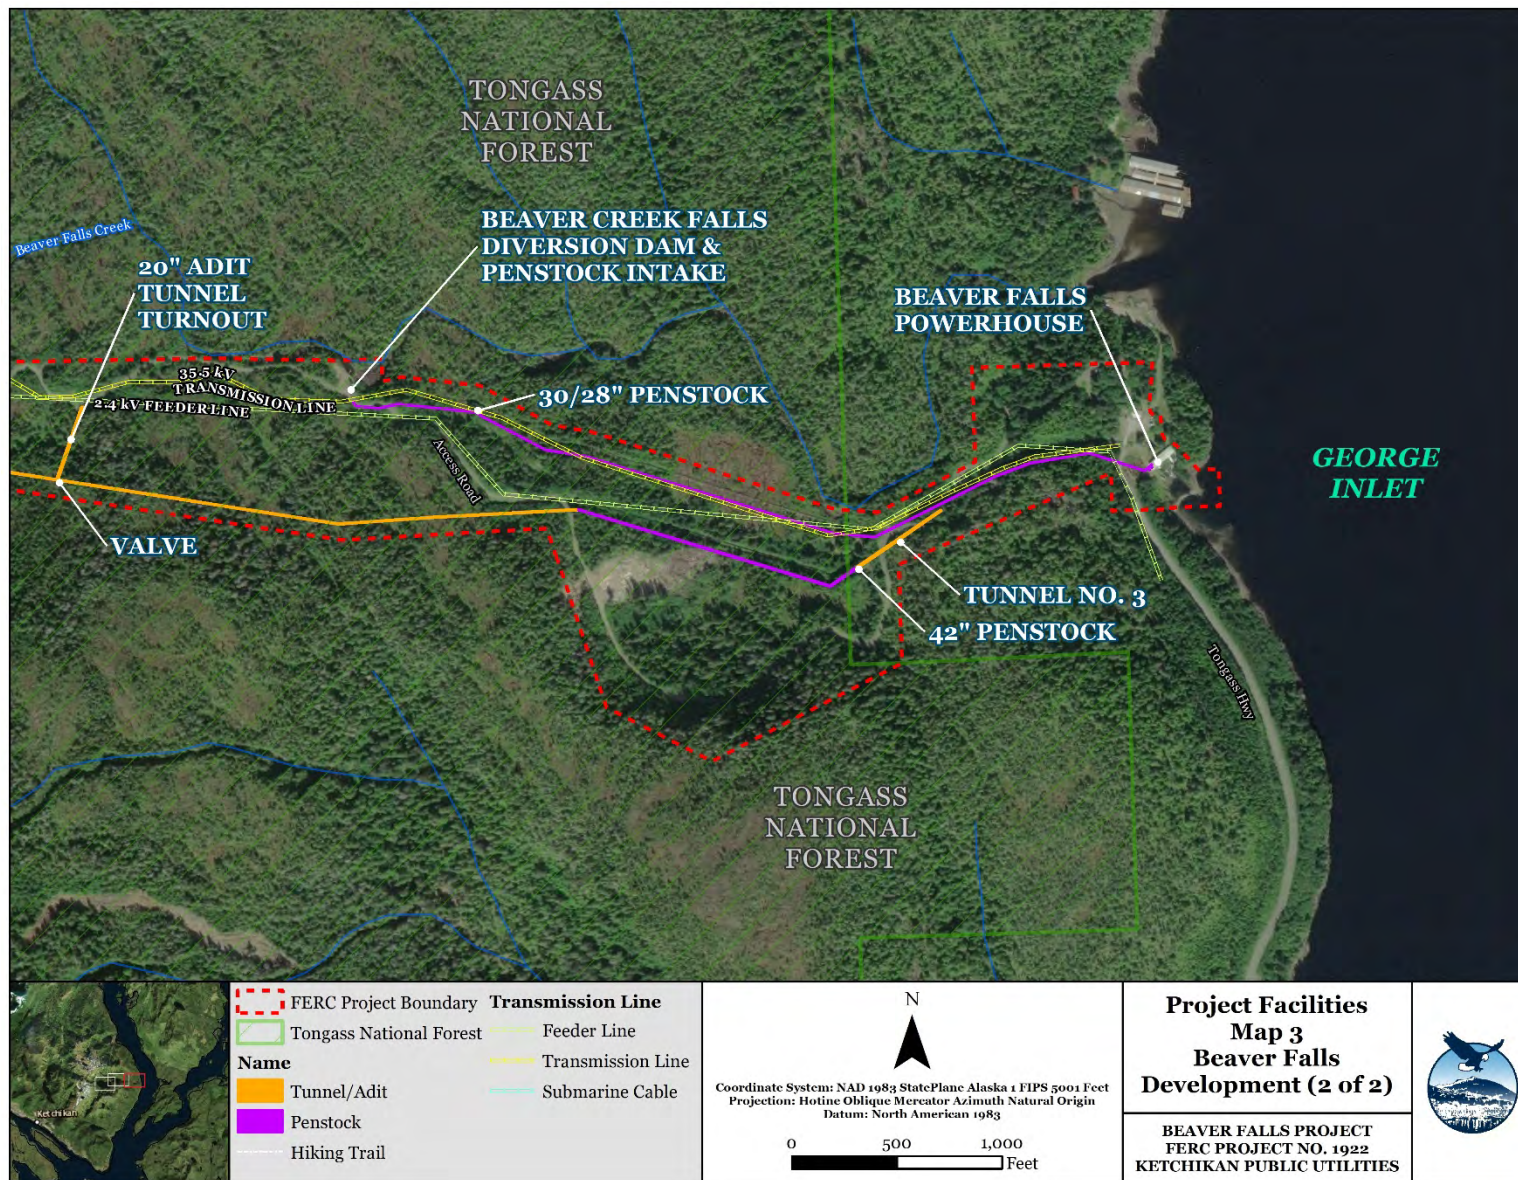 TONGASS
NATIONAL
FOREST
BEAVER CREEK FALLS
DIVERSION DAM &
PENSTOCK INTAKE
Beaver Falls Creek
20" ADIT
TUNNEL
TURNOUT
BEAVER FALLS
POWERHOUSE
35.5 kV
TRANSMISSION LINE
2.4 kV FEEDERLINE
30/28" PENSTOCK
Access Road
GEORGE
INLET
VALVE
TUNNEL NO. 3
42" PENSTOCK
Tongass Hwy
TONGASS
NATIONAL
FOREST
Ketchikan
FERC Project Boundary
Tongass National Forest
Name
Tunnel/Adit
Penstock
Hiking Trail
Transmission Line
Feeder Line
Transmission Line
Submarine Cable
N
Coordinate System: NAD 1983 StatePlane Alaska 1 FIPS 5001 Feet
Projection: Hotine Oblique Mercator Azimuth Natural Origin
Datum: North American 1983
0 500 1,000
Feet
Project Facilities
Map 3
Beaver Falls
Development (2 of 2)
BEAVER FALLS PROJECT
FERC PROJECT NO. 1922
KETCHIKAN PUBLIC UTILITIES